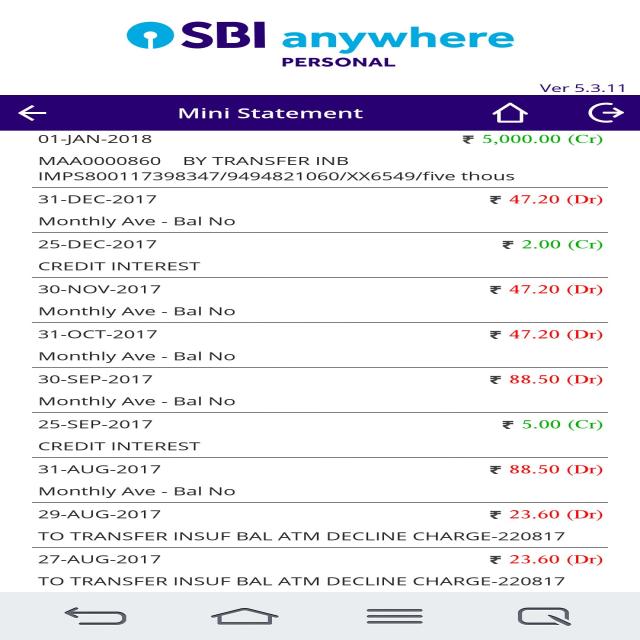 SBI anywhere
PERSONAL
Ver 5.3.11
Mini Statement
01-JAN-2018 ₹ 5,000.00 (Cr)
MAA0000860 BY TRANSFER INB
IMPS800117398347/9494821060/XX6549/five thous
31-DEC-2017 ₹ 47.20 (Dr)
Monthly Ave - Bal No
25-DEC-2017 ₹ 2.00 (Cr)
CREDIT INTEREST
30-NOV-2017 ₹ 47.20 (Dr)
Monthly Ave - Bal No
31-OCT-2017 ₹ 47.20 (Dr)
Monthly Ave - Bal No
30-SEP-2017 ₹ 88.50 (Dr)
Monthly Ave - Bal No
25-SEP-2017 ₹ 5.00 (Cr)
CREDIT INTEREST
31-AUG-2017 ₹ 88.50 (Dr)
Monthly Ave - Bal No
29-AUG-2017 ₹ 23.60 (Dr)
TO TRANSFER INSUF BAL ATM DECLINE CHARGE-220817
27-AUG-2017 ₹ 23.60 (Dr)
TO TRANSFER INSUF BAL ATM DECLINE CHARGE-220817